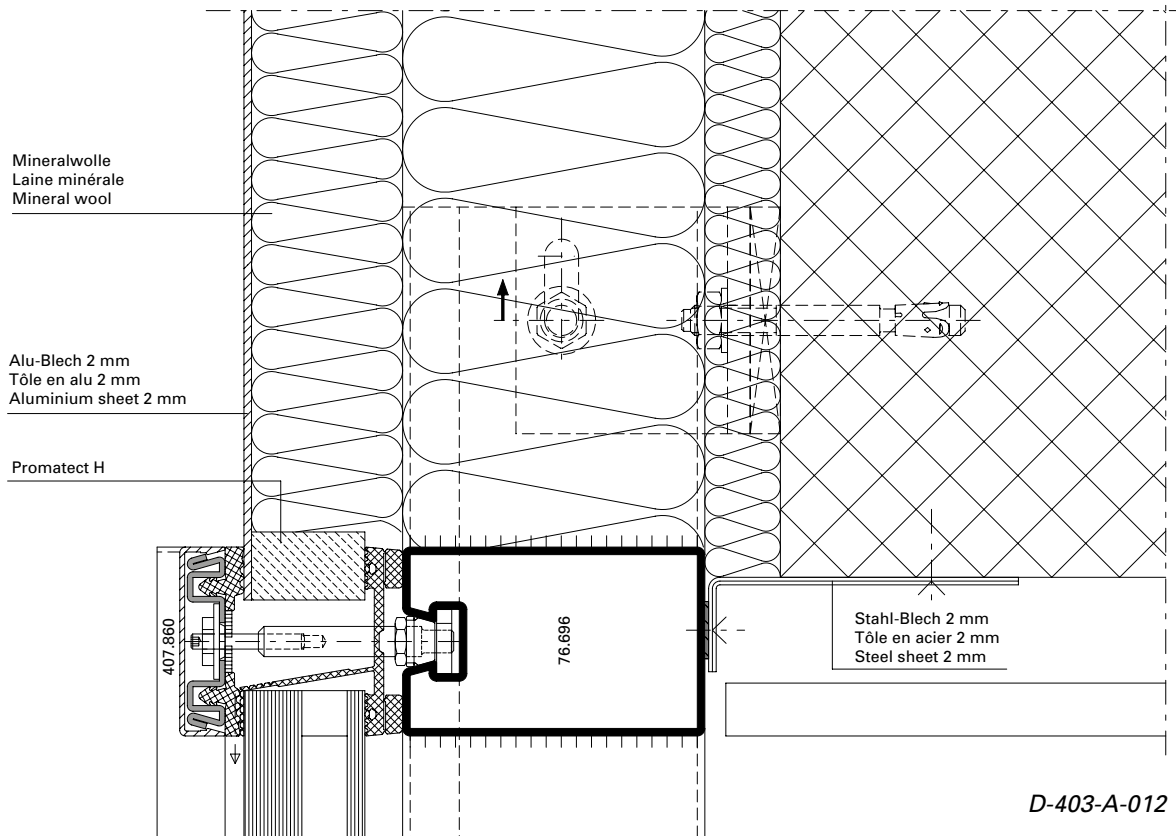 Mineralwolle
Laine minérale
Mineral wool
Alu-Blech 2 mm
Tôle en alu 2 mm
Aluminium sheet 2 mm
Promatect H
407.860
76.696
Stahl-Blech 2 mm
Tôle en acier 2 mm
Steel sheet 2 mm
D-403-A-012